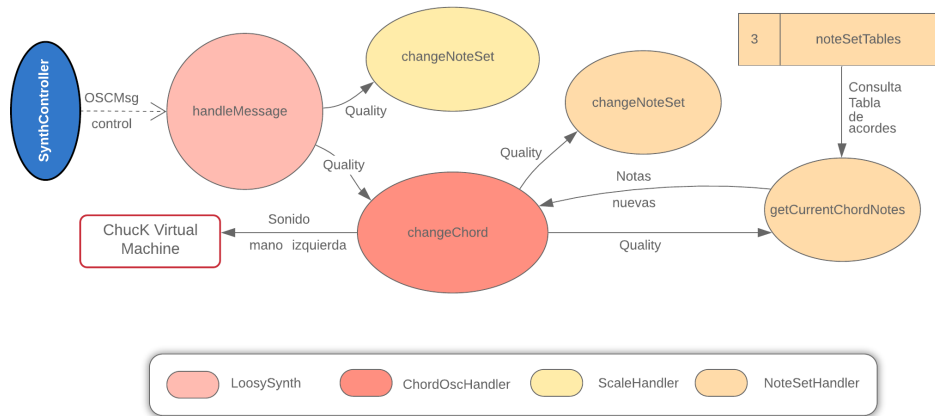 SynthController
OSCMsg
control
handleMessage
changeNoteSet
Quality
Quality
changeNoteSet
Quality
3
noteSetTables
Consulta
Tabla
de
acordes
Notas
nuevas
getCurrentChordNotes
Quality
changeChord
Sonido
mano izquierda
ChucK Virtual
Machine
LoosySynth
ChordOscHandler
ScaleHandler
NoteSetHandler